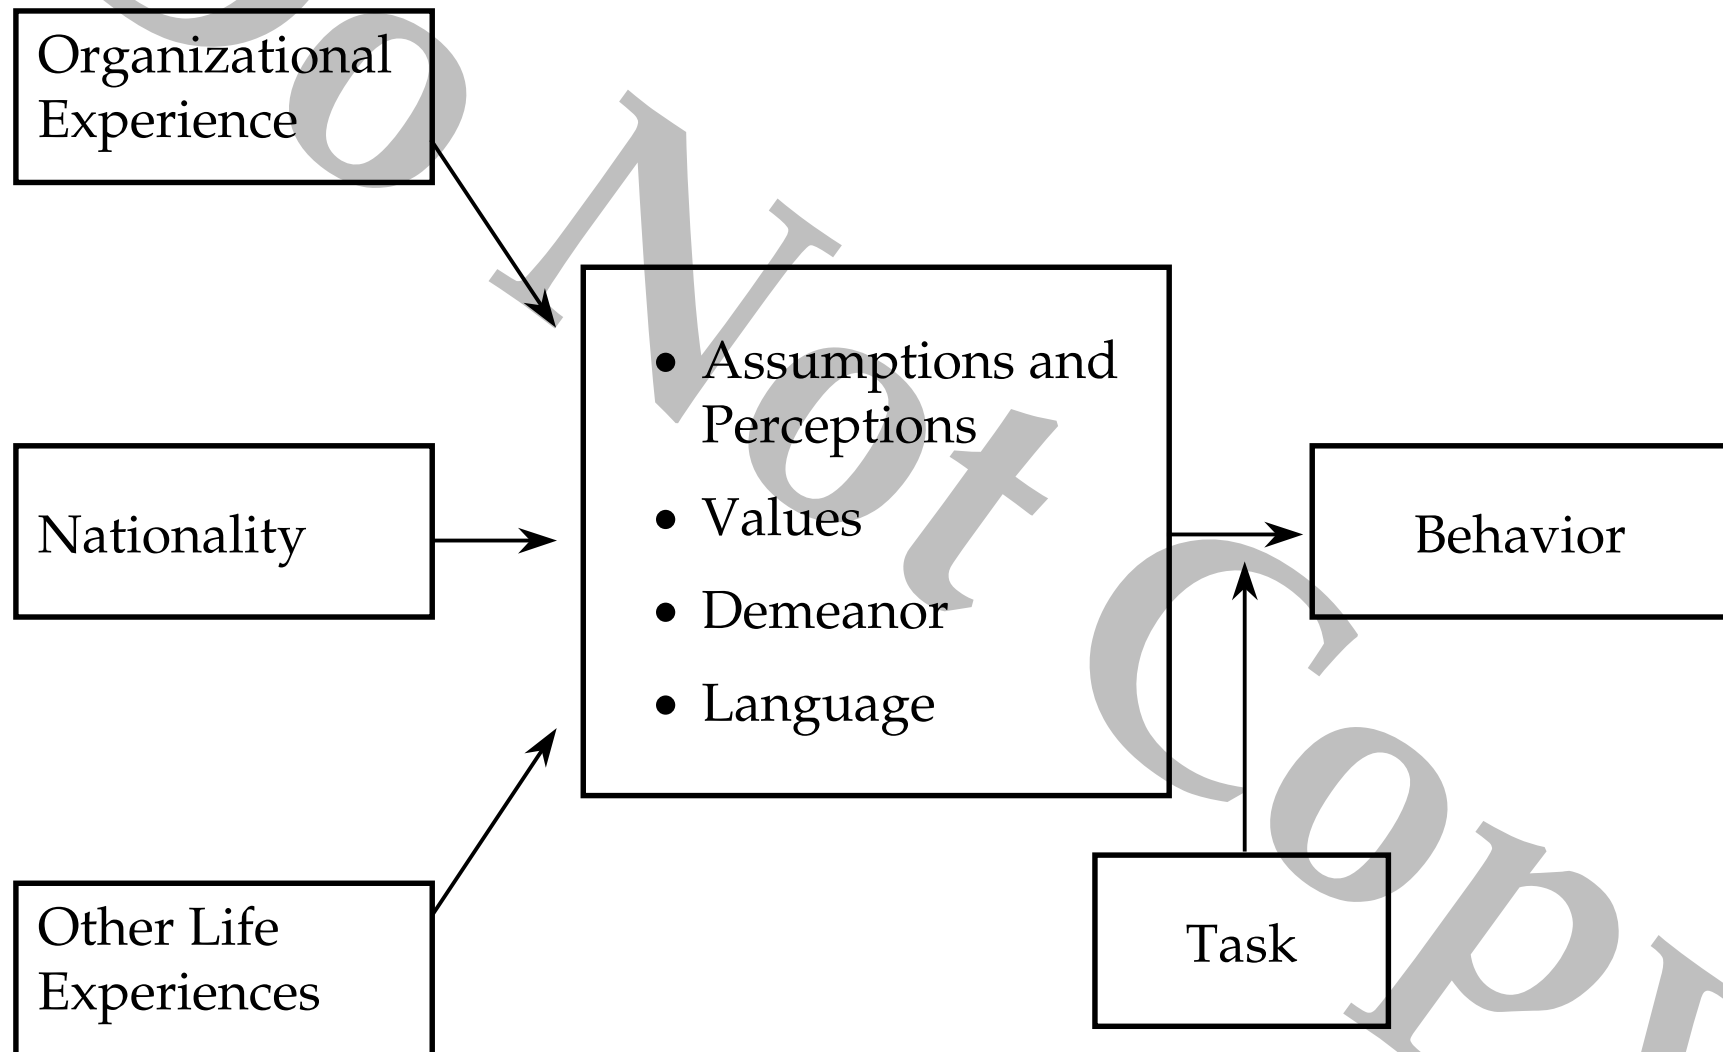 Organizational
Experience
Nationality
Other Life
Experiences
• Assumptions and
Perceptions
• Values
• Demeanor
• Language
Behavior
Task
Do Not Copy